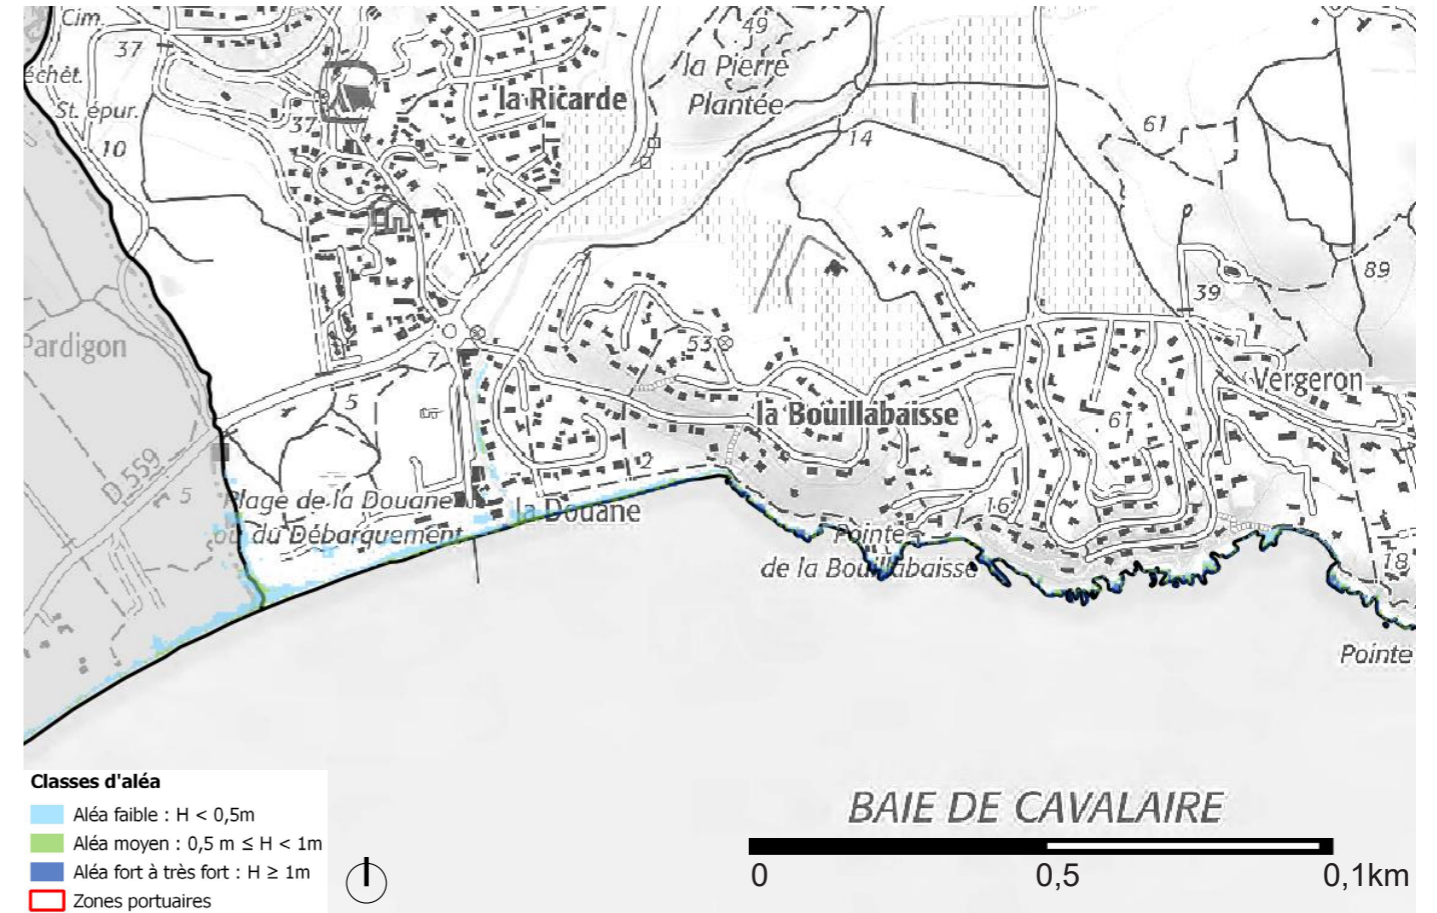 Cim.
37
49
échèt.
la Pierre
Plantée
la Ricarde
St. épur.
37
61
10
14
89
39
Pardigon
7
53
5
Vergeron
la Bouillabaisse
61
D 559
5
2
Plage de la Douane
ou du Débarquement
la Douane
16
Pointe
de la Bouillabaisse
18
Pointe
Classes d'aléa
Aléa faible : H < 0,5m
Aléa moyen : 0,5 m ≤ H < 1m
Aléa fort à très fort : H ≥ 1m
Zones portuaires
BAIE DE CAVALAIRE
0 0,5 0,1km